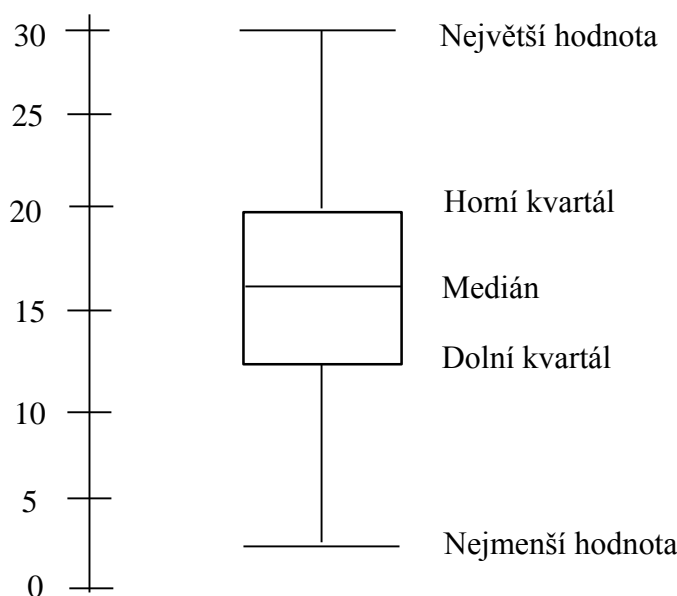 30
Největší hodnota
25
20
Horní kvartál
Medián
15
Dolní kvartál
10
5
Nejmenší hodnota
0